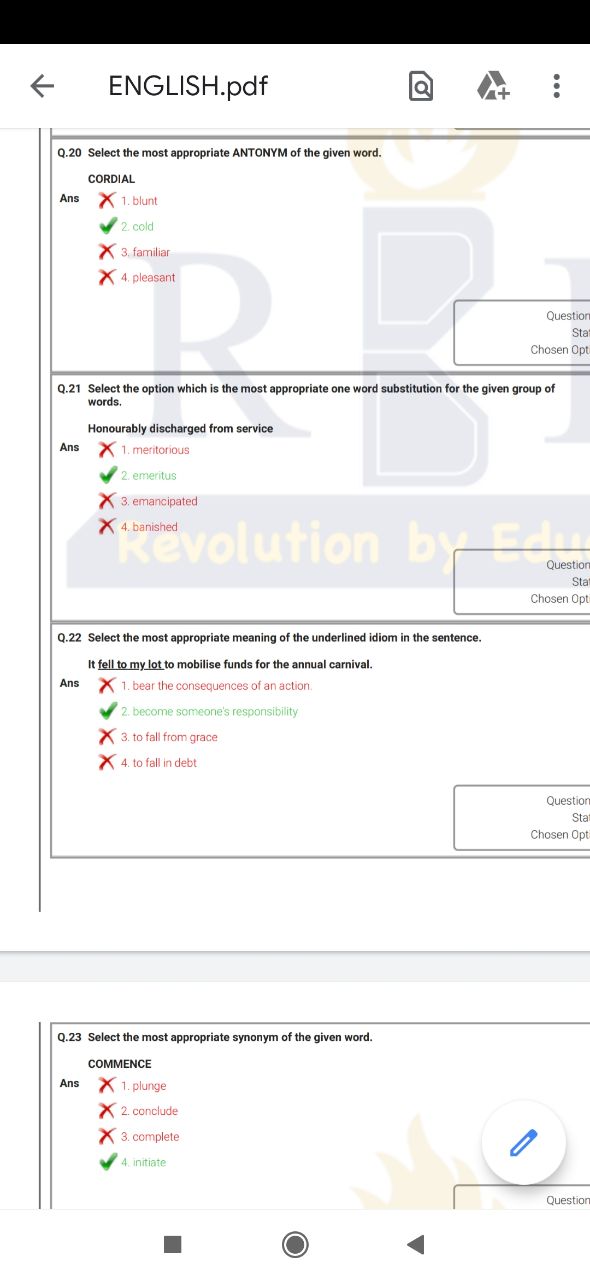 ENGLISH.pdf
Q.20 Select the most appropriate ANTONYM of the given word.
CORDIAL
Ans 1. blunt
2. cold
3. familiar
4. pleasant
Question
Chosen Opt
Q.21 Select the option which is the most appropriate one word substitution for the given group of
words.
Honourably discharged from service
Ans 1. meritorious
2. emeritus
3. emancipated
4. banished
R B
Revolution by Edu
Question
Chosen Opt
Q.22 Select the most appropriate meaning of the underlined idiom in the sentence.
It fell to my lot to mobilise funds for the annual carnival.
Ans 1. bear the consequences of an action.
2. become someone's responsibility
3. to fall from grace
4. to fall in debt
Question
Chosen Opt
Q.23 Select the most appropriate synonym of the given word.
COMMENCE
Ans 1. plunge
2. conclude
3. complete
4. initiate
Question